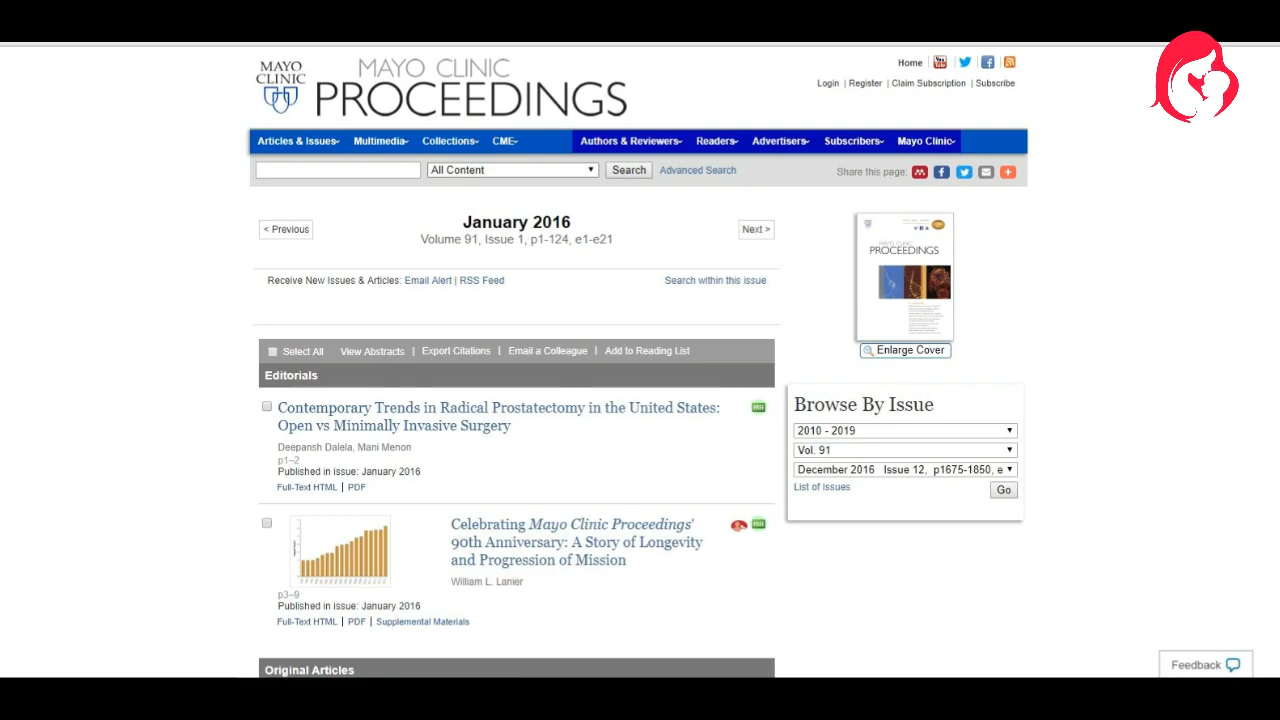 MAYO
CLINIC
MAYO CLINIC
PROCEEDINGS
Home
Login | Register | Claim Subscription | Subscribe
Articles & Issues Multimedia Collections CME Authors & Reviewers Readers Advertisers Subscribers Mayo Clinic
All Content Search Advanced Search Share this page:
< Previous January 2016 Next >
Volume 91, Issue 1, p1-124, e1-e21
Receive New Issues & Articles: Email Alert | RSS Feed Search within this issue
MAYO CLINIC
PROCEEDINGS
Enlarge Cover
Select All View Abstracts | Export Citations | Email a Colleague | Add to Reading List
Editorials
Contemporary Trends in Radical Prostatectomy in the United States:
Open vs Minimally Invasive Surgery
Deepansh Dalela, Mani Menon
p1–2
Published in issue: January 2016
Full-Text HTML | PDF
Celebrating Mayo Clinic Proceedings'
90th Anniversary: A Story of Longevity
and Progression of Mission
William L. Lanier
p3–9
Published in issue: January 2016
Full-Text HTML | PDF | Supplemental Materials
Original Articles
Browse By Issue
2010 - 2019
Vol. 91
December 2016 Issue 12, p1675-1850, e
List of Issues Go
Feedback